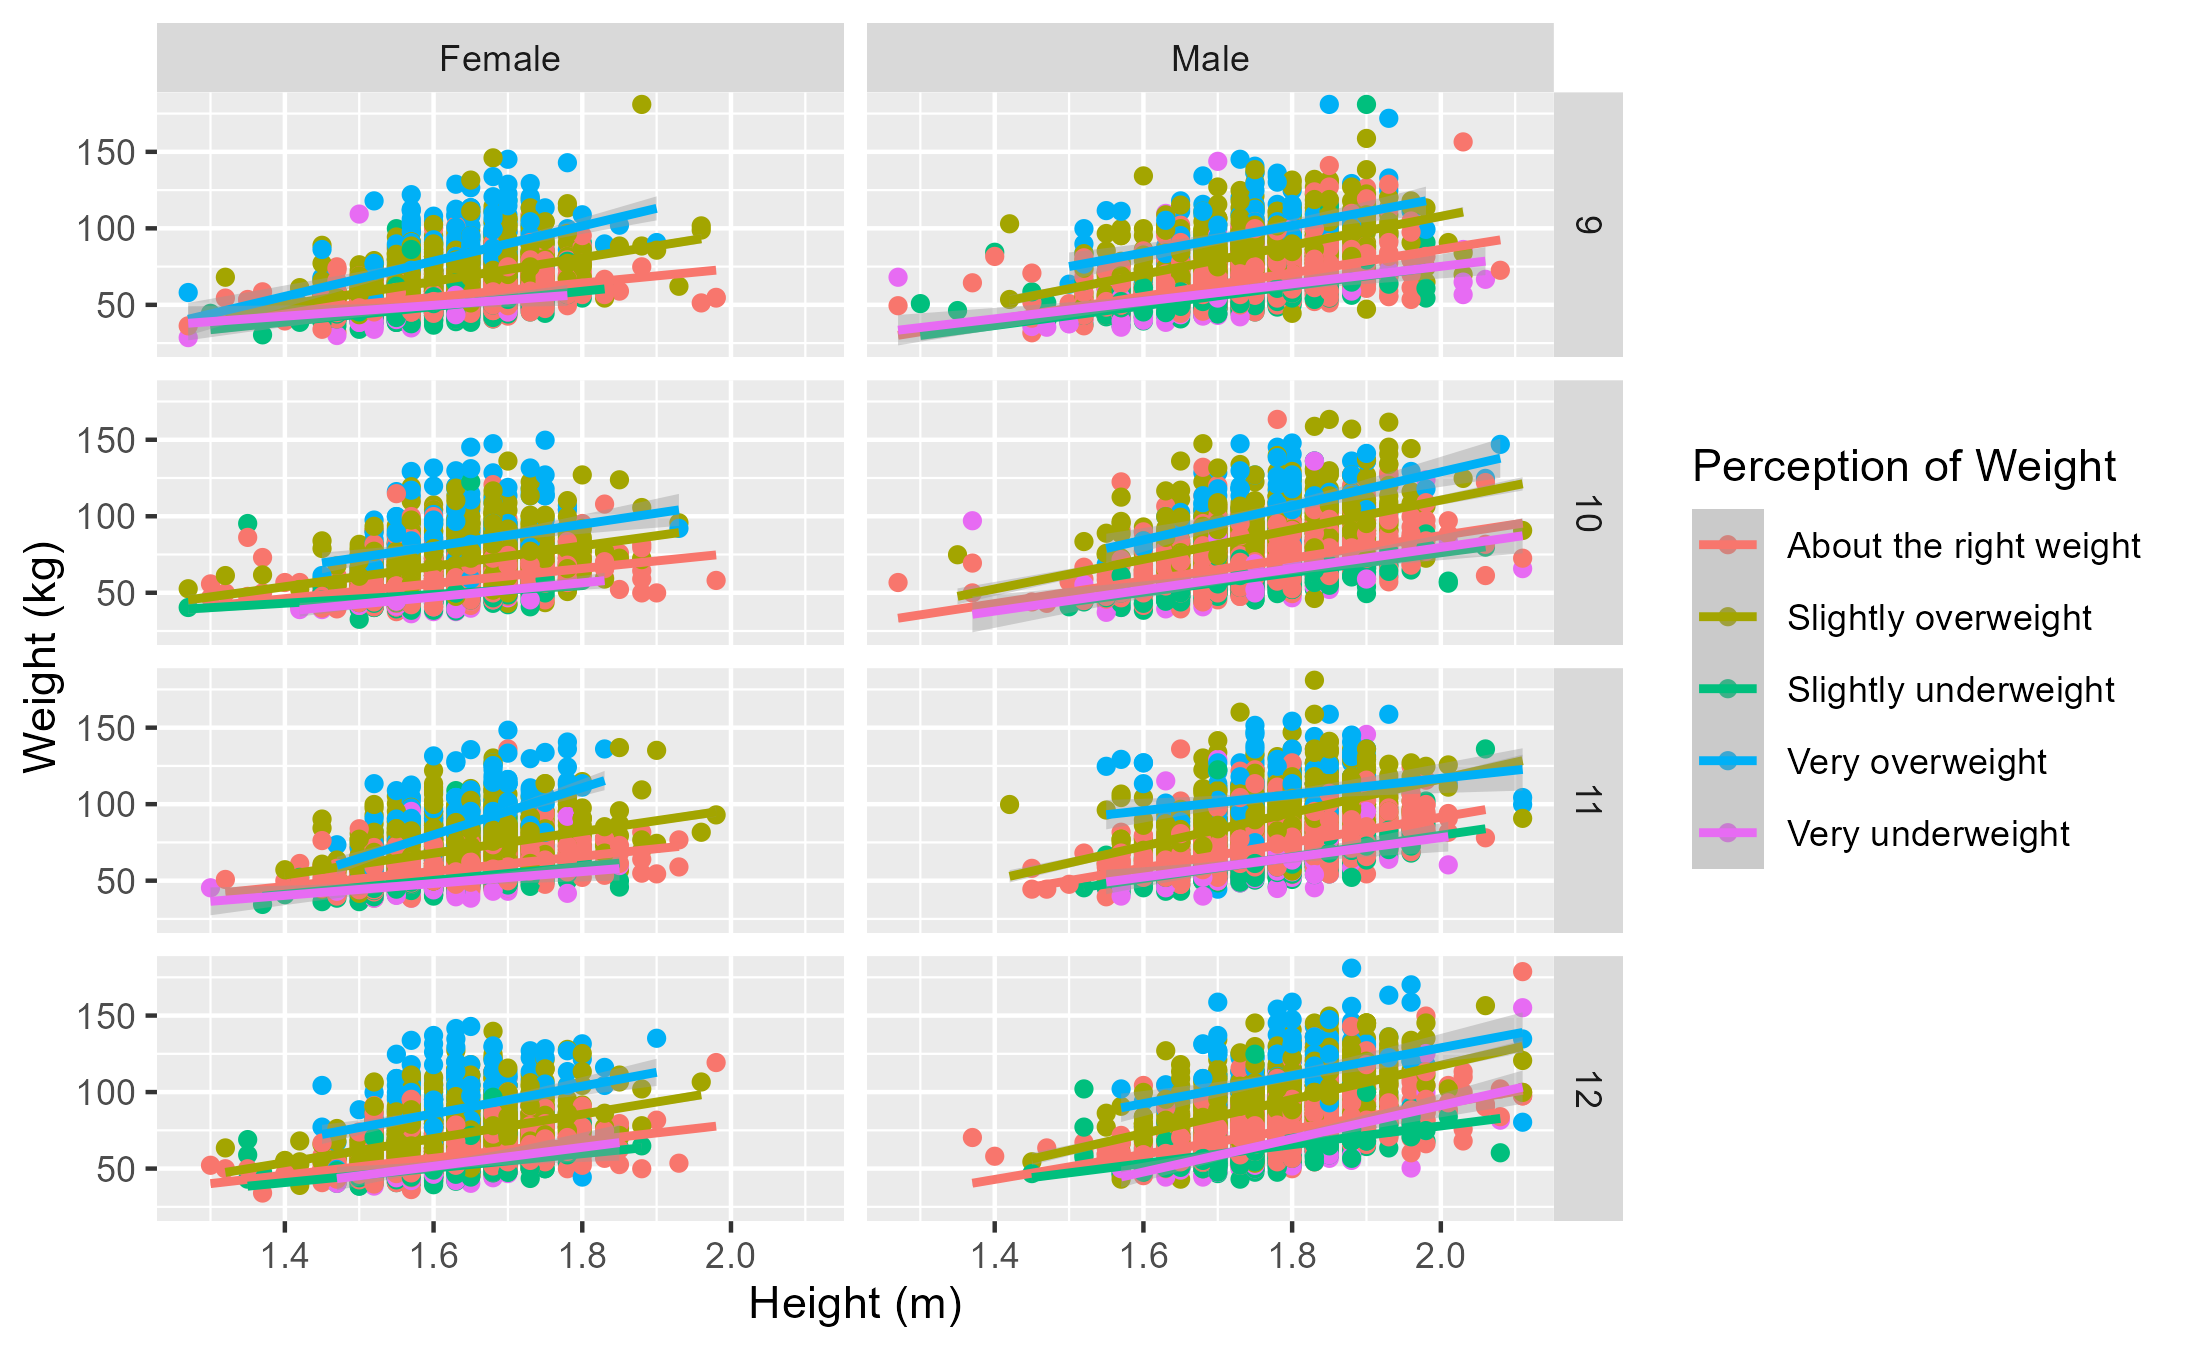 Female
Male
150
100
50
9
150
100
50
10
150
100
50
11
150
100
50
12
1.4
1.6
1.8
2.0
1.4
1.6
1.8
2.0
Height (m)
Weight (kg)
Perception of Weight
About the right weight
Slightly overweight
Slightly underweight
Very overweight
Very underweight